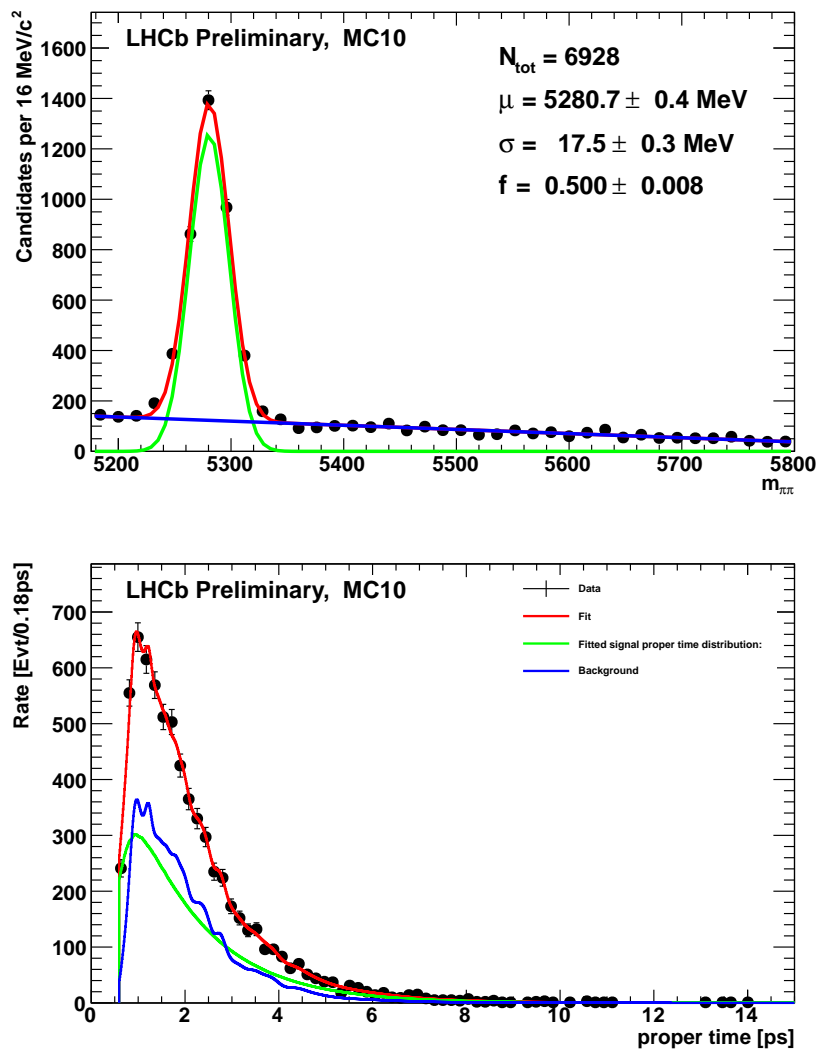 LHCb Preliminary, MC10
N_tot = 6928
μ = 5280.7 ± 0.4 MeV
σ = 17.5 ± 0.3 MeV
f = 0.500 ± 0.008
Candidates per 16 MeV/c²
1600
1400
1200
1000
800
600
400
200
0
5200 5300 5400 5500 5600 5700 5800
m_ππ
LHCb Preliminary, MC10
Data
Fit
Fitted signal proper time distribution:
Background
Rate [Evt/0.18ps]
700
600
500
400
300
200
100
0
0 2 4 6 8 10 12 14
proper time [ps]